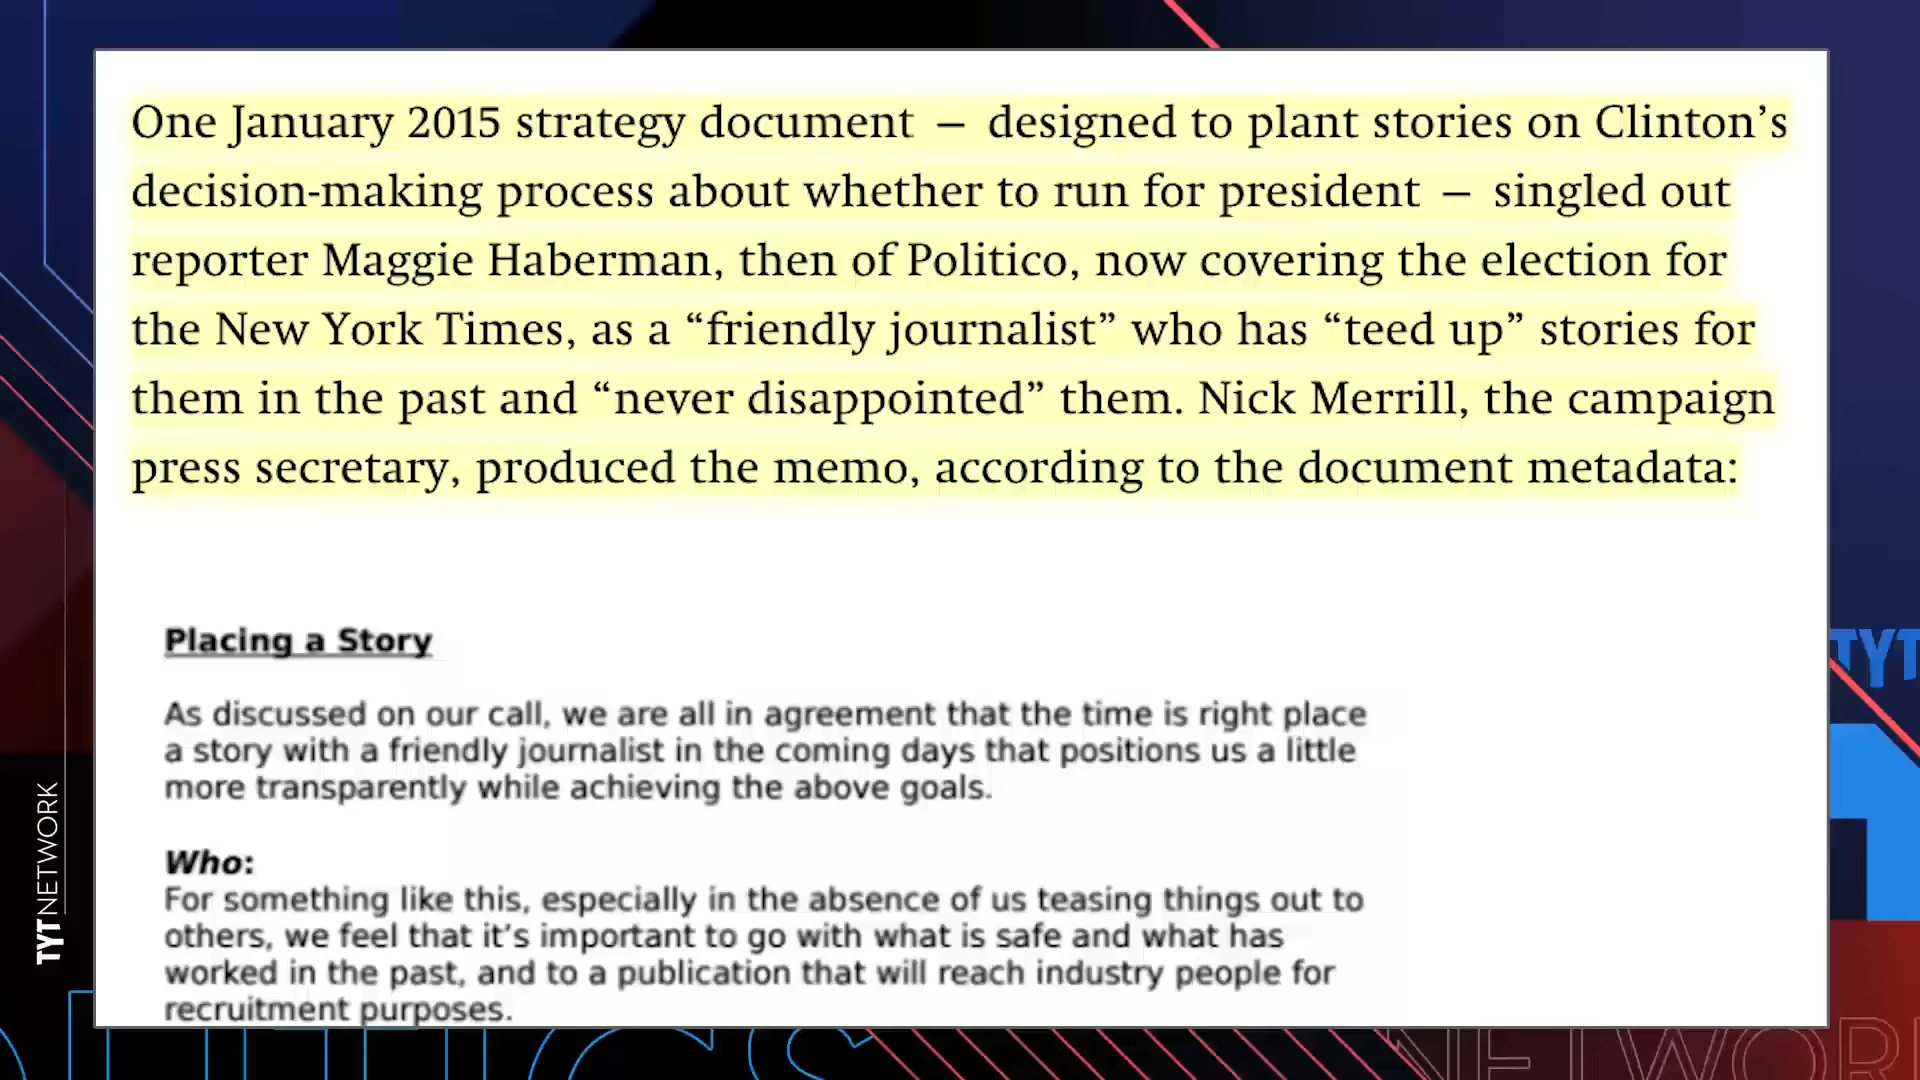 One January 2015 strategy document — designed to plant stories on Clinton’s
decision-making process about whether to run for president — singled out
reporter Maggie Haberman, then of Politico, now covering the election for
the New York Times, as a “friendly journalist” who has “teed up” stories for
them in the past and “never disappointed” them. Nick Merrill, the campaign
press secretary, produced the memo, according to the document metadata:
Placing a Story
As discussed on our call, we are all in agreement that the time is right place
a story with a friendly journalist in the coming days that positions us a little
more transparently while achieving the above goals.
Who:
For something like this, especially in the absence of us teasing things out to
others, we feel that it’s important to go with what is safe and what has
worked in the past, and to a publication that will reach industry people for
recruitment purposes.
TYTNETWORK
TYT
NETWOR